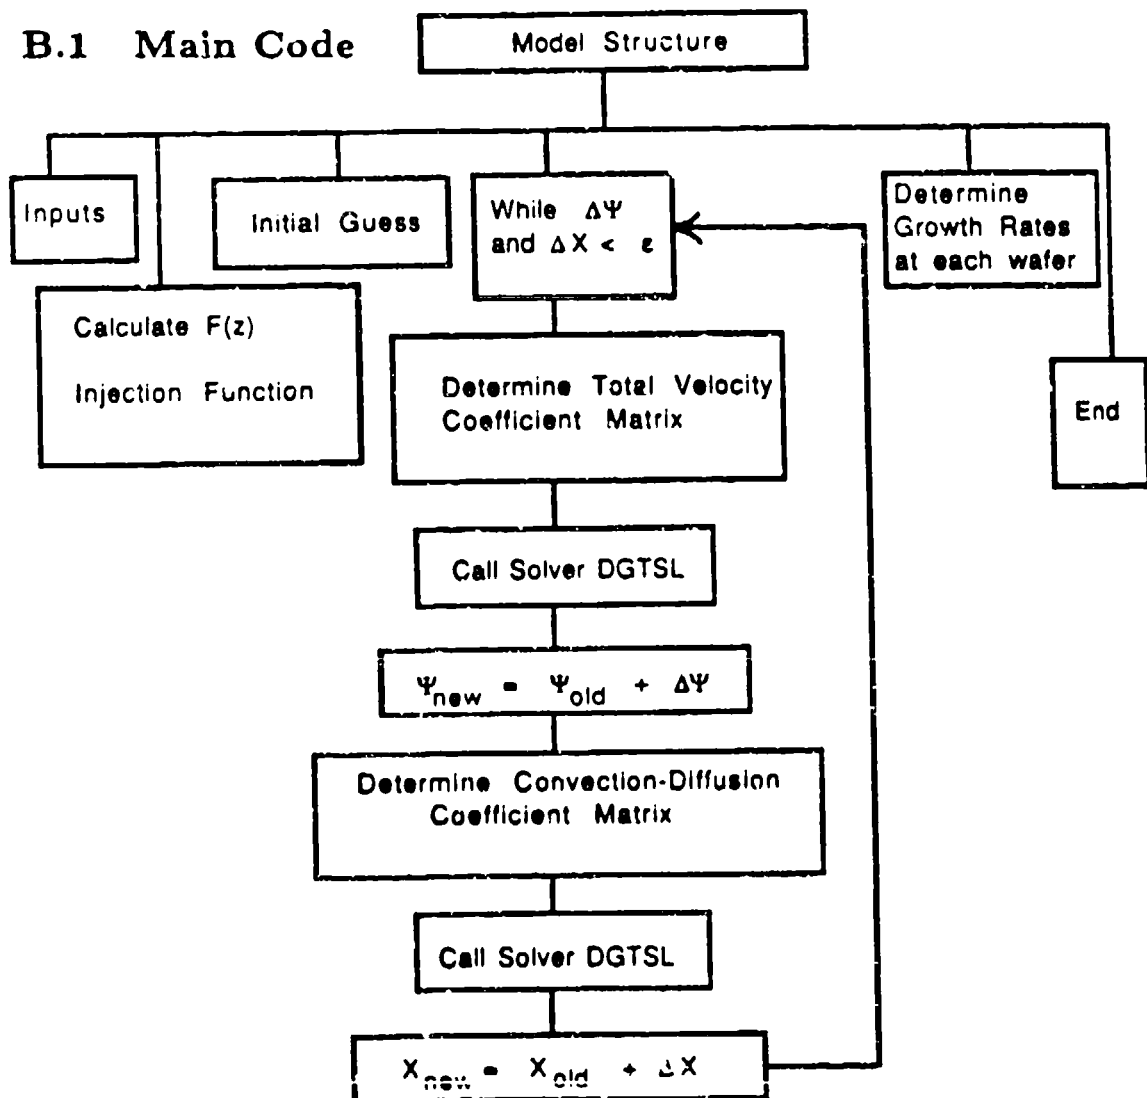 B.1 Main Code
Model Structure
Inputs
Calculate F(z)
Injection Function
Initial Guess
While ΔΨ
and ΔX < ε
Determine Total Velocity
Coefficient Matrix
Call Solver DGTSL
Ψnew = Ψold + ΔΨ
Determine Convection-Diffusion
Coefficient Matrix
Call Solver DGTSL
Xnew = Xold + ΔX
Determine
Growth Rates
at each wafer
End